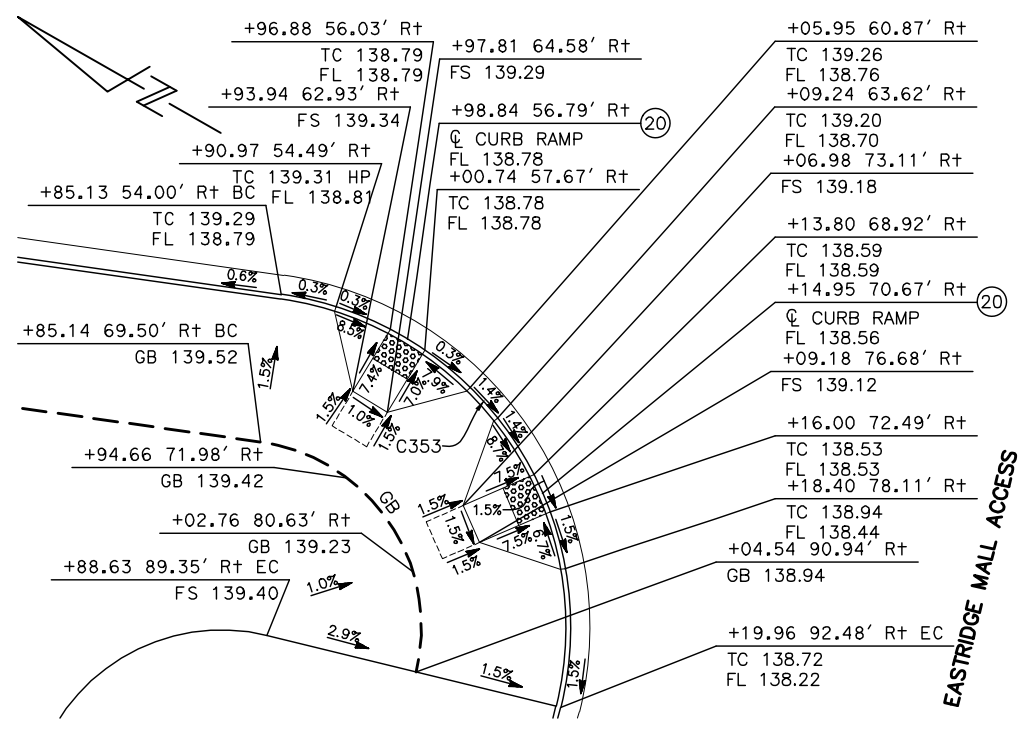 +96.88 56.03' Rt
TC 138.79
FL 138.79
+93.94 62.93' Rt
FS 139.34
+90.97 54.49' Rt
TC 139.31 HP
FL 138.81
+85.13 54.00' Rt BC
TC 139.29
FL 138.79
+97.81 64.58' Rt
FS 139.29
+98.84 56.79' Rt
20
℄ CURB RAMP
FL 138.78
+00.74 57.67' Rt
TC 138.78
FL 138.78
+05.95 60.87' Rt
TC 139.26
FL 138.76
+09.24 63.62' Rt
TC 139.20
FL 138.70
+06.98 73.11' Rt
FS 139.18
+13.80 68.92' Rt
TC 138.59
FL 138.59
+14.95 70.67' Rt
20
℄ CURB RAMP
FL 138.56
+09.18 76.68' Rt
FS 139.12
+16.00 72.49' Rt
TC 138.53
FL 138.53
+18.40 78.11' Rt
TC 138.94
FL 138.44
+04.54 90.94' Rt
GB 138.94
+19.96 92.48' Rt EC
TC 138.72
FL 138.22
+85.14 69.50' Rt BC
GB 139.52
+94.66 71.98' Rt
GB 139.42
+02.76 80.63' Rt
GB 139.23
+88.63 89.35' Rt EC
FS 139.40
0.6%
0.3%
0.3%
8.5%
0.3%
7.4%
7.0%
7.9%
1.5%
1.5%
1.0%
1.5%
C353
1.4%
1.4%
8.7%
7.5%
1.5%
1.5%
1.5%
7.5%
6.7%
1.5%
1.5%
GB
1.0%
2.9%
1.5%
1.5%
EASTRIDGE MALL ACCESS